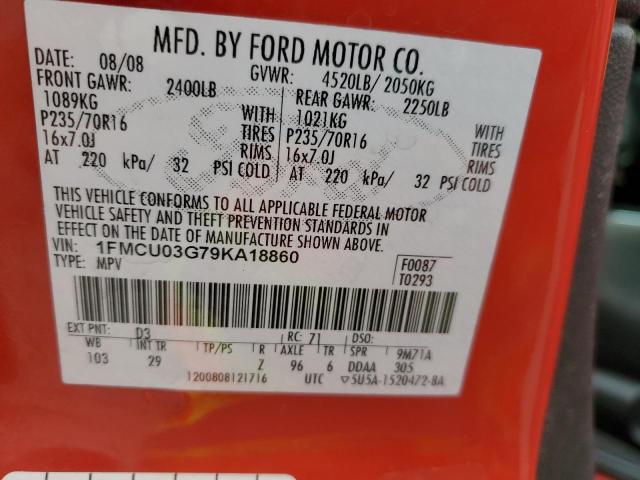 MFD. BY FORD MOTOR CO.
DATE: 08/08 GVWR: 4520LB/ 2050KG
FRONT GAWR: 2400LB REAR GAWR: 2250LB
1089KG WITH 1021KG WITH
P235/70R16 TIRES P235/70R16 TIRES
16x7.0J RIMS 16x7.0J RIMS
AT 220 kPa/ 32 PSI COLD AT 220 kPa/ 32 PSI COLD
THIS VEHICLE CONFORMS TO ALL APPLICABLE FEDERAL MOTOR
VEHICLE SAFETY AND THEFT PREVENTION STANDARDS IN
EFFECT ON THE DATE OF MANUFACTURE SHOWN ABOVE.
VIN: 1FMCU03G79KA18860
TYPE: MPV F0087
T0293
EXT PNT: D3 RC: 71 DSO:
WB INT TR TP/PS R AXLE TR SPR 9M71A
103 29 Z 96 6 DDAA 305
1200808121716 UTC ▽5U5A-1520472-BA